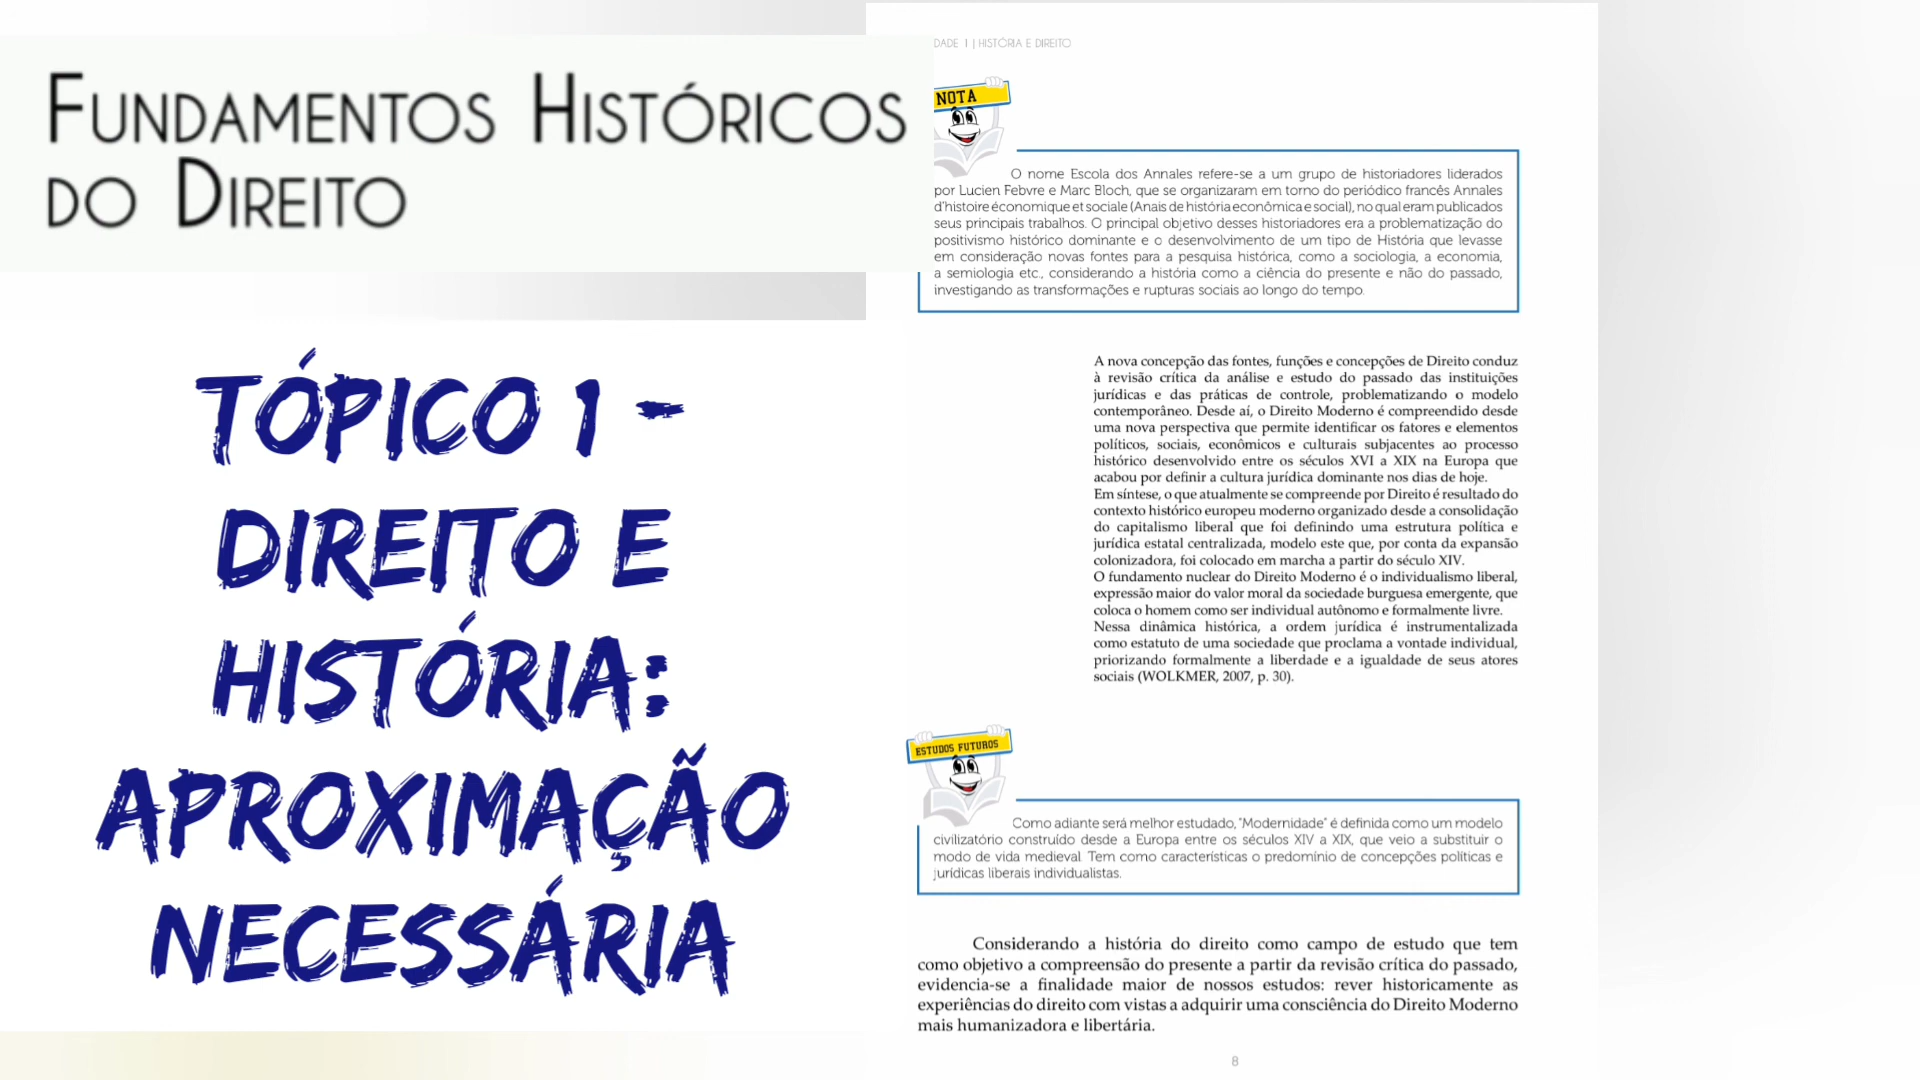 FUNDAMENTOS HISTÓRICOS
DO DIREITO
TÓPICO 1 -
DIREITO E
HISTÓRIA:
APROXIMAÇÃO
NECESSÁRIA
DADE 1 | HISTÓRIA E DIREITO
NOTA
O nome Escola dos Annales refere-se a um grupo de historiadores liderados
por Lucien Febvre e Marc Bloch, que se organizaram em torno do periódico francês Annales
d'histoire économique et sociale (Anais de história econômica e social), no qual eram publicados
seus principais trabalhos. O principal objetivo desses historiadores era a problematização do
positivismo histórico dominante e o desenvolvimento de um tipo de História que levasse
em consideração novas fontes para a pesquisa histórica, como a sociologia, a economia,
a semiologia etc., considerando a história como a ciência do presente e não do passado,
investigando as transformações e rupturas sociais ao longo do tempo.
A nova concepção das fontes, funções e concepções de Direito conduz
à revisão crítica da análise e estudo do passado das instituições
jurídicas e das práticas de controle, problematizando o modelo
contemporâneo. Desde aí, o Direito Moderno é compreendido desde
uma nova perspectiva que permite identificar os fatores e elementos
políticos, sociais, econômicos e culturais subjacentes ao processo
histórico desenvolvido entre os séculos XVI a XIX na Europa que
acabou por definir a cultura jurídica dominante nos dias de hoje.
Em síntese, o que atualmente se compreende por Direito é resultado do
contexto histórico europeu moderno organizado desde a consolidação
do capitalismo liberal que foi definindo uma estrutura política e
jurídica estatal centralizada, modelo este que, por conta da expansão
colonizadora, foi colocado em marcha a partir do século XIV.
O fundamento nuclear do Direito Moderno é o individualismo liberal,
expressão maior do valor moral da sociedade burguesa emergente, que
coloca o homem como ser individual autônomo e formalmente livre.
Nessa dinâmica histórica, a ordem jurídica é instrumentalizada
como estatuto de uma sociedade que proclama a vontade individual,
priorizando formalmente a liberdade e a igualdade de seus atores
sociais (WOLKMER, 2007, p. 30).
ESTUDOS FUTUROS
Como adiante será melhor estudado, "Modernidade" é definida como um modelo
civilizatório construído desde a Europa entre os séculos XIV a XIX, que veio a substituir o
modo de vida medieval. Tem como características o predomínio de concepções políticas e
jurídicas liberais individualistas.
Considerando a história do direito como campo de estudo que tem
como objetivo a compreensão do presente a partir da revisão crítica do passado,
evidencia-se a finalidade maior de nossos estudos: rever historicamente as
experiências do direito com vistas a adquirir uma consciência do Direito Moderno
mais humanizadora e libertária.
8